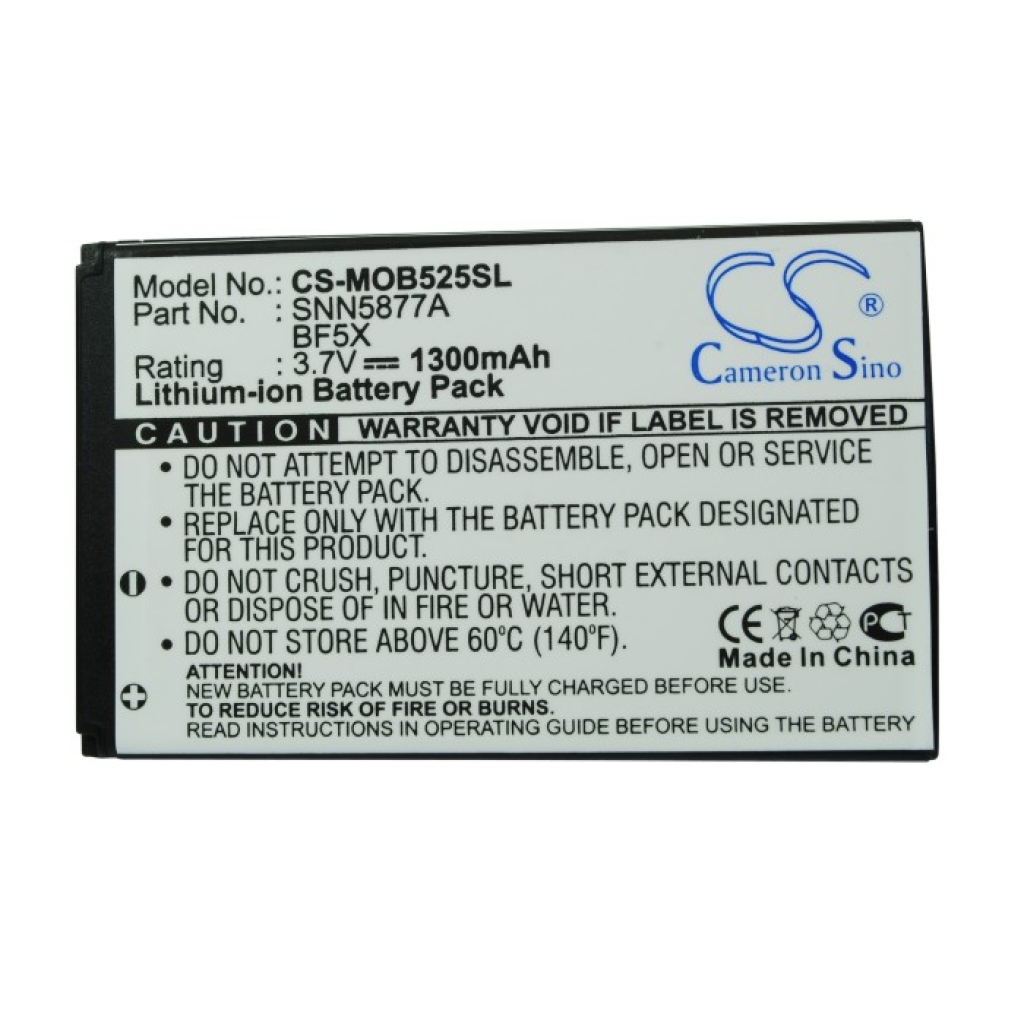 Model No.: CS-MOB525SL
Part No. : SNN5877A
BF5X
Rating : 3.7V 1300mAh
Lithium-ion Battery Pack
CS ®
Cameron Sino
CAUTION WARRANTY VOID IF LABEL IS REMOVED
• DO NOT ATTEMPT TO DISASSEMBLE, OPEN OR SERVICE
THE BATTERY PACK.
• REPLACE ONLY WITH THE BATTERY PACK DESIGNATED
FOR THIS PRODUCT.
• DO NOT CRUSH, PUNCTURE, SHORT EXTERNAL CONTACTS
OR DISPOSE OF IN FIRE OR WATER.
• DO NOT STORE ABOVE 60°C (140°F).
CE PCT
Made In China
ATTENTION!
NEW BATTERY PACK MUST BE FULLY CHARGED BEFORE USE.
TO REDUCE RISK OF FIRE OR BURNS.
READ INSTRUCTIONS IN OPERATING GUIDE BEFORE USING THE BATTERY